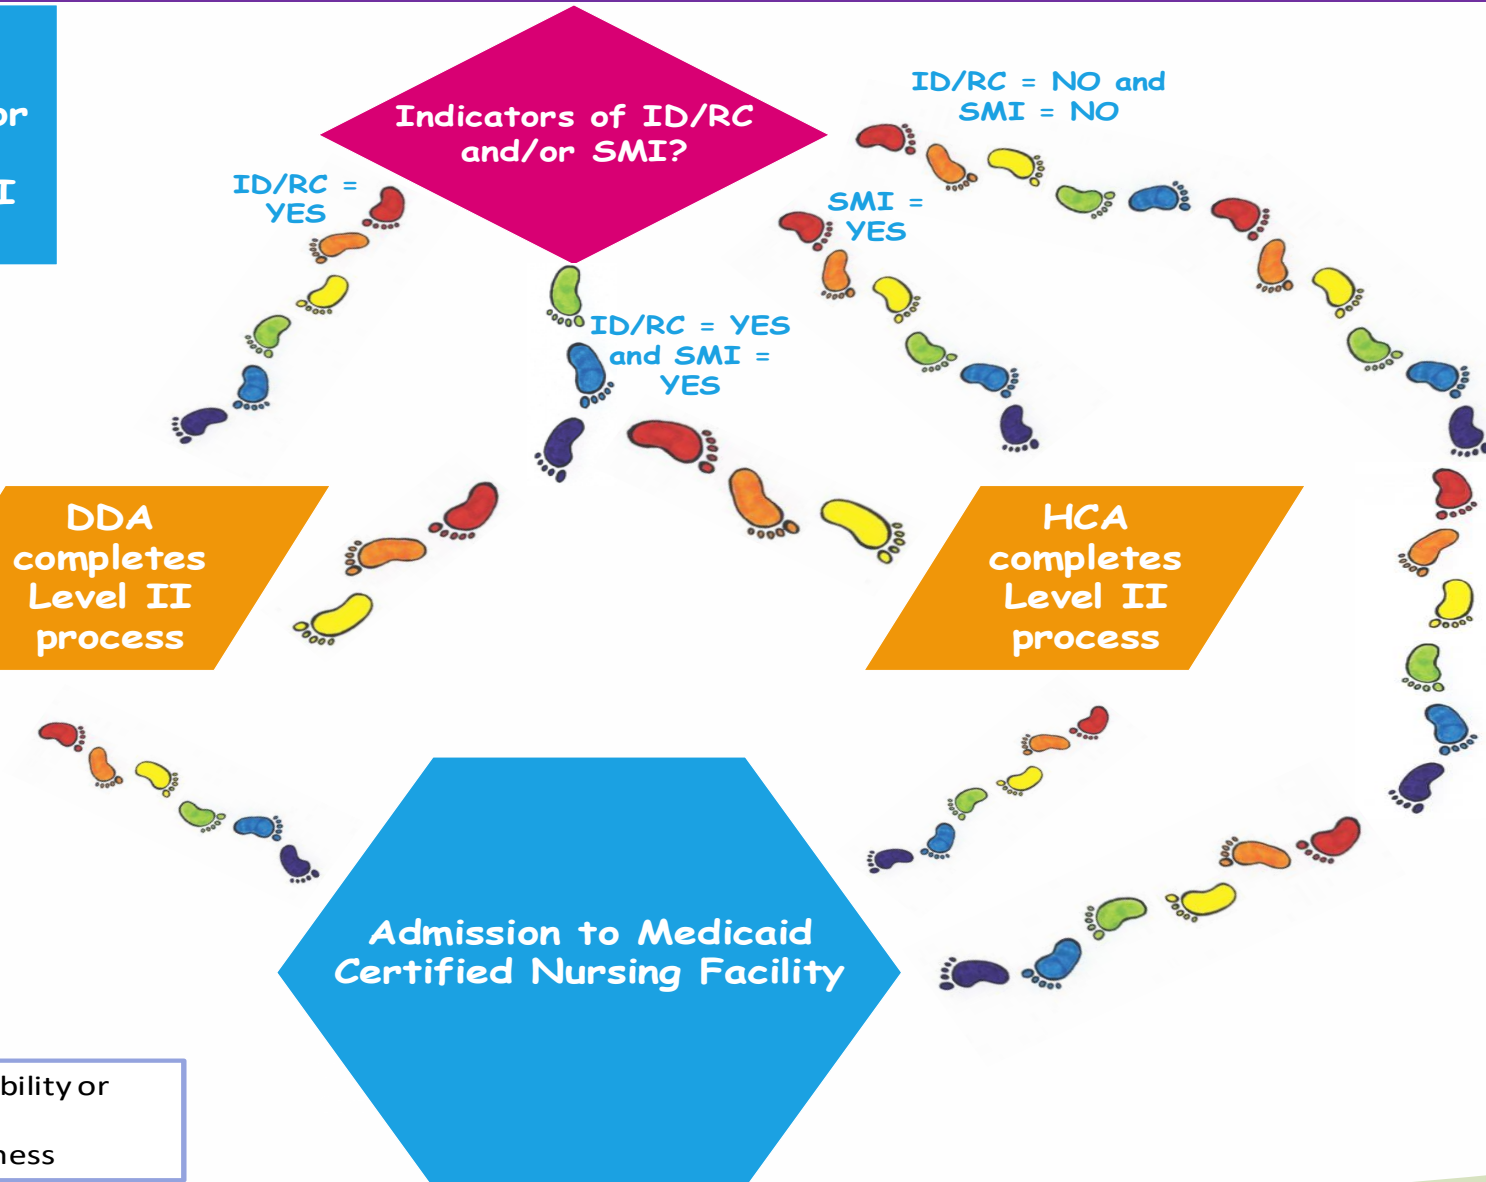 or
I
Indicators of ID/RC
and/or SMI?
ID/RC = NO and
SMI = NO
ID/RC =
YES
SMI =
YES
ID/RC = YES
and SMI =
YES
DDA
completes
Level II
process
HCA
completes
Level II
process
Admission to Medicaid
Certified Nursing Facility
bility or
ness